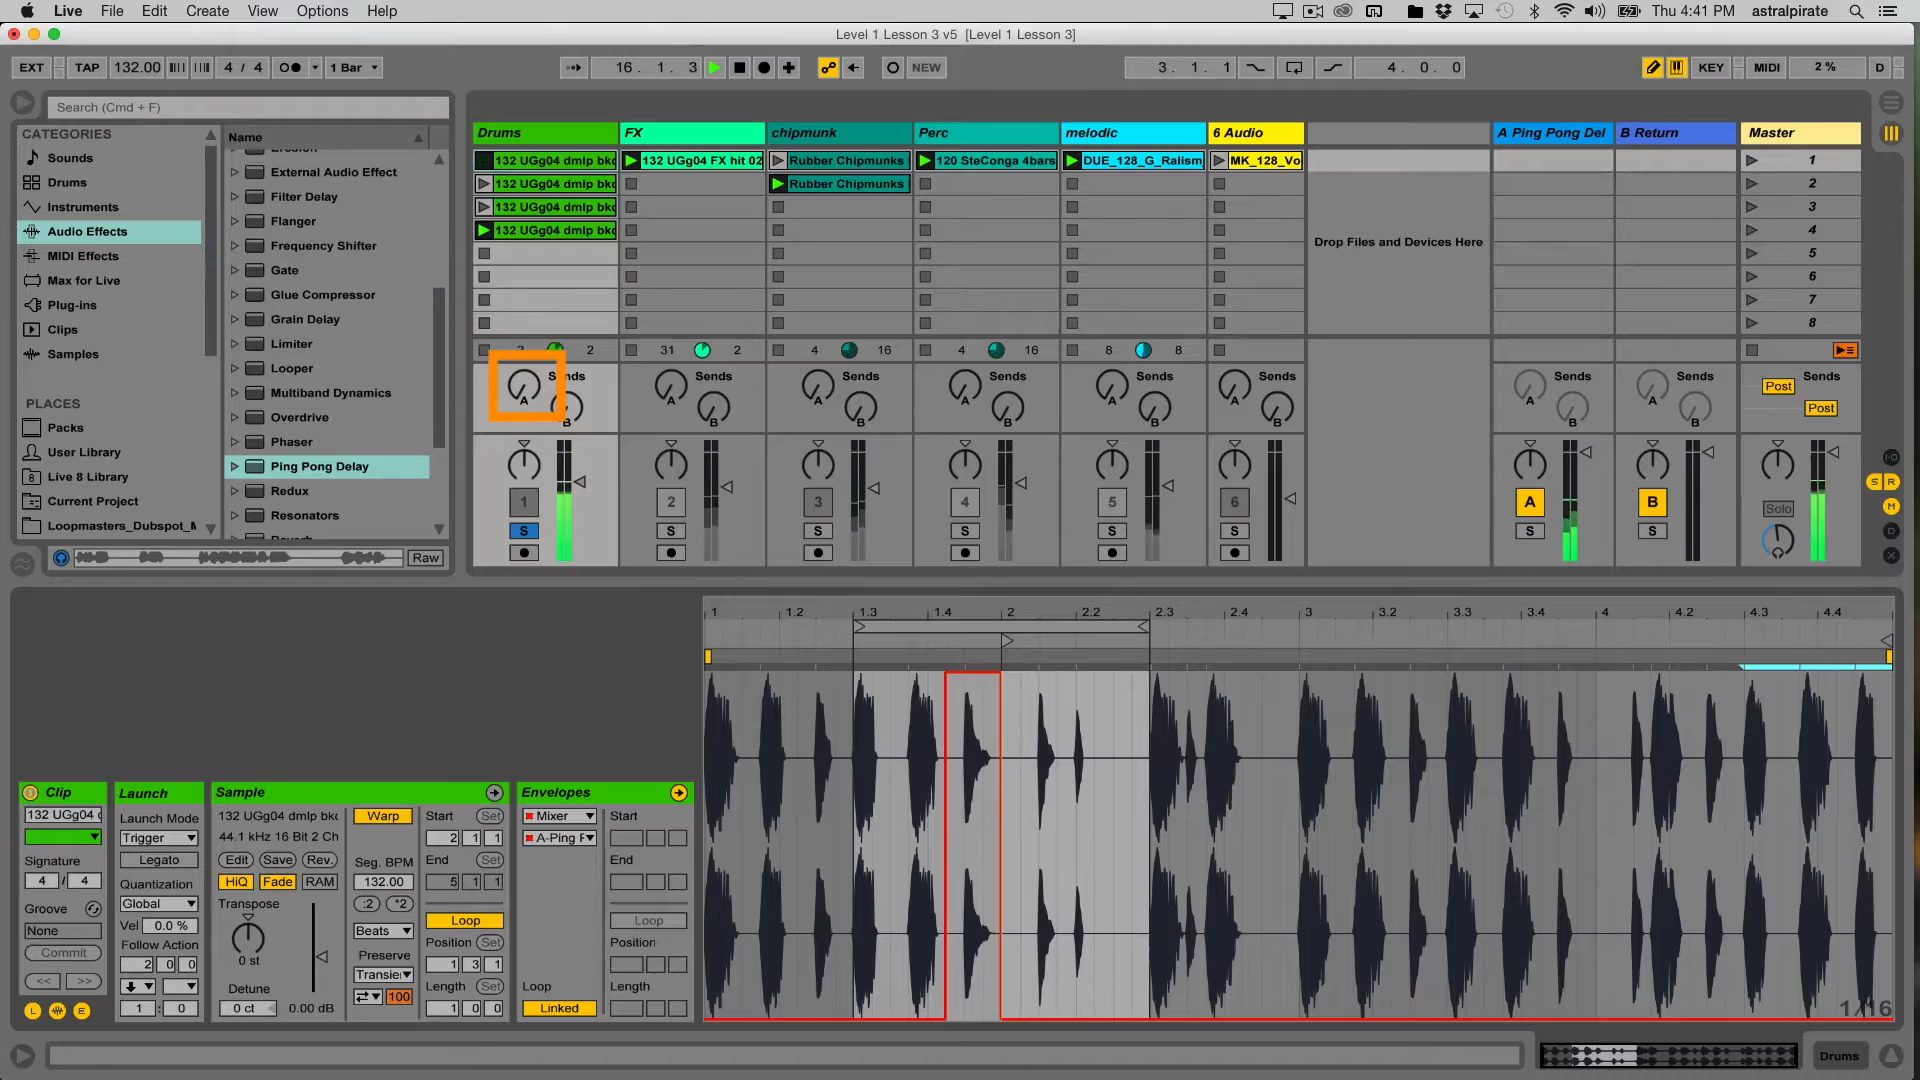 Live File Edit Create View Options Help
Thu 4:41 PM astralpirate
Level 1 Lesson 3 v5 [Level 1 Lesson 3]
EXT TAP 132.00 4 / 4 1 Bar 16. 1. 3 NEW 3. 1. 1 4. 0. 0 KEY MIDI 2 % D
Search (Cmd + F)
CATEGORIES
Sounds
Drums
Instruments
Audio Effects
MIDI Effects
Max for Live
Plug-ins
Clips
Samples
PLACES
Packs
User Library
Live 8 Library
Current Project
Loopmasters_Dubspot_M
Name
External Audio Effect
Filter Delay
Flanger
Frequency Shifter
Gate
Glue Compressor
Grain Delay
Limiter
Looper
Multiband Dynamics
Overdrive
Phaser
Ping Pong Delay
Redux
Resonators
Raw
Drums FX chipmunk Perc melodic 6 Audio A Ping Pong Del B Return Master
132 UGg04 dmlp bkc 132 UGg04 FX hit 02 Rubber Chipmunks 120 SteConga 4bars DUE_128_G_Ralism MK_128_Vo 1
132 UGg04 dmlp bkc Rubber Chipmunks 2
132 UGg04 dmlp bkc 3
132 UGg04 dmlp bkc 4
Drop Files and Devices Here
5
6
7
8
2 31 2 4 16 4 16 8 8
Sends Sends Sends Sends Sends Sends Sends Sends Sends
A A A A A A A A Post
B B B B B B B B Post
1 2 3 4 5 6 A B Solo
S S S S S S S S
S R
M
D
X
1 1.2 1.3 1.4 2 2.2 2.3 2.4 3 3.2 3.3 3.4 4 4.2 4.3 4.4
1/16
Clip
132 UGg04 d
Signature
4 / 4
Groove
None
Commit
<< >>
L E
Launch
Launch Mode
Trigger
Legato
Quantization
Global
Vel 0.0 %
Follow Action
2 0 0
1 : 0
Sample
132 UGg04 dmlp bkc
44.1 kHz 16 Bit 2 Ch
Edit Save Rev.
HiQ Fade RAM
Transpose
0 st
Detune
0 ct 0.00 dB
Warp
Seg. BPM
132.00
:2 *2
Beats
Preserve
Transie
100
Start Set
2 1 1
End Set
5 1 1
Loop
Position Set
1 3 1
Length Set
1 0 0
Envelopes
Mixer
A-Ping P
Loop
Linked
Start
End
Loop
Position
Length
Drums